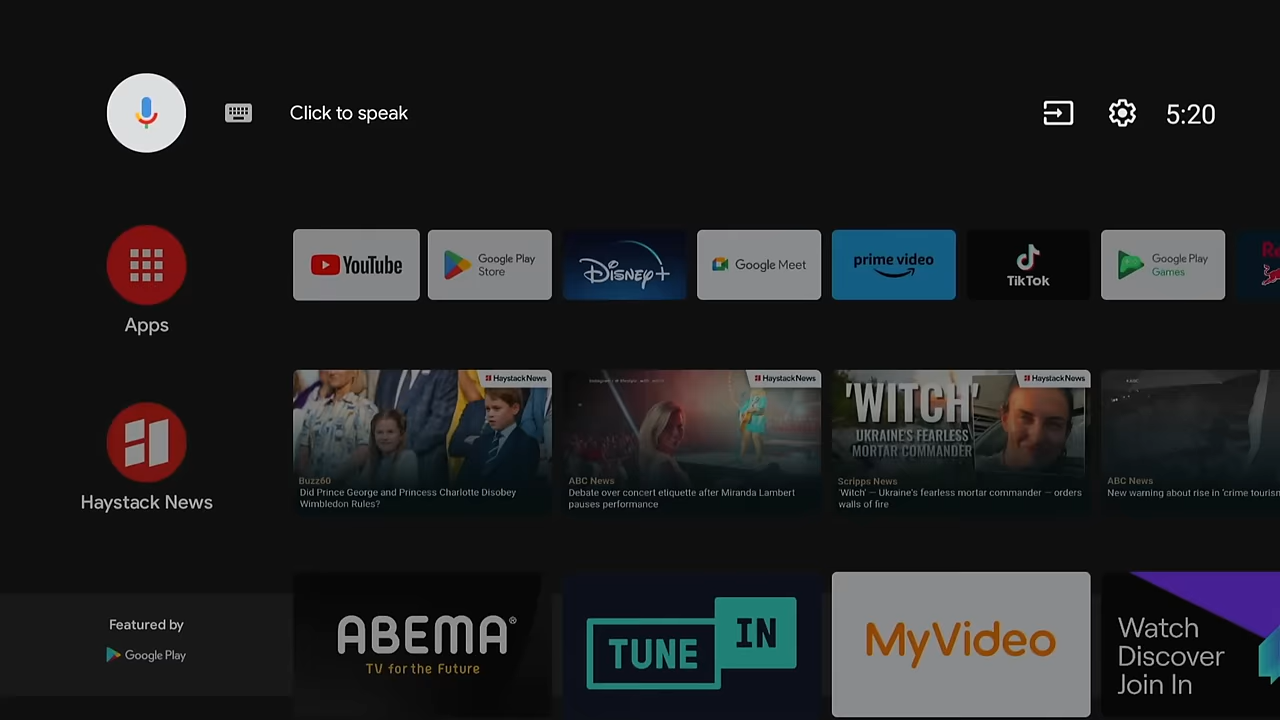 Click to speak
5:20
Apps
YouTube
Google Play
Store
Disney+
Google Meet
prime video
TikTok
Google Play
Games
Haystack News
Haystack News
Haystack News
Buzz60
Did Prince George and Princess Charlotte Disobey
Wimbledon Rules?
ABC News
Debate over concert etiquette after Miranda Lambert
pauses performance
'WITCH'
UKRAINE'S FEARLESS
MORTAR COMMANDER
Scripps News
'Witch' — Ukraine's fearless mortar commander — orders
walls of fire
ABC News
New warning about rise in 'crime tourism
Haystack News
Featured by
Google Play
ABEMA®
TV for the Future
TUNE IN
MyVideo
Watch
Discover
Join In